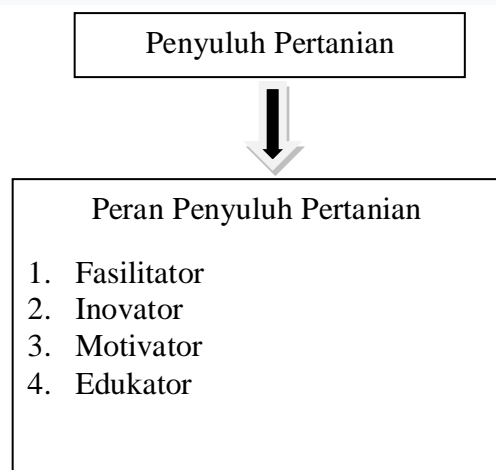 Penyuluh Pertanian
Peran Penyuluh Pertanian
1. Fasilitator
2. Inovator
3. Motivator
4. Edukator